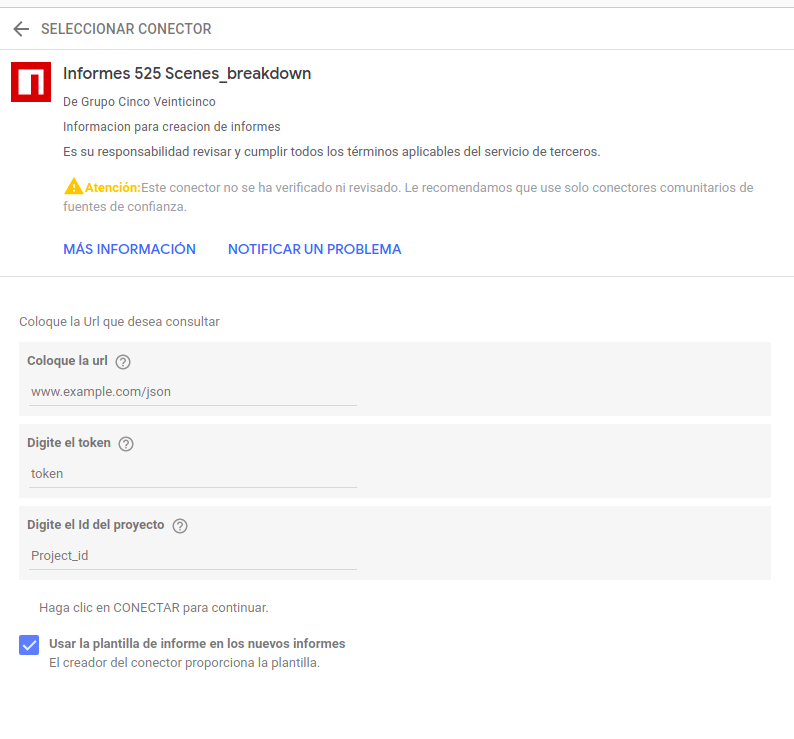 SELECCIONAR CONECTOR
Informes 525 Scenes_breakdown
De Grupo Cinco Veinticinco
Informacion para creacion de informes
Es su responsabilidad revisar y cumplir todos los términos aplicables del servicio de terceros.
Atención:Este conector no se ha verificado ni revisado. Le recomendamos que use solo conectores comunitarios de
fuentes de confianza.
MÁS INFORMACIÓN NOTIFICAR UN PROBLEMA
Coloque la Url que desea consultar
Coloque la url
www.example.com/json
Digite el token
token
Digite el Id del proyecto
Project_id
Haga clic en CONECTAR para continuar.
Usar la plantilla de informe en los nuevos informes
El creador del conector proporciona la plantilla.